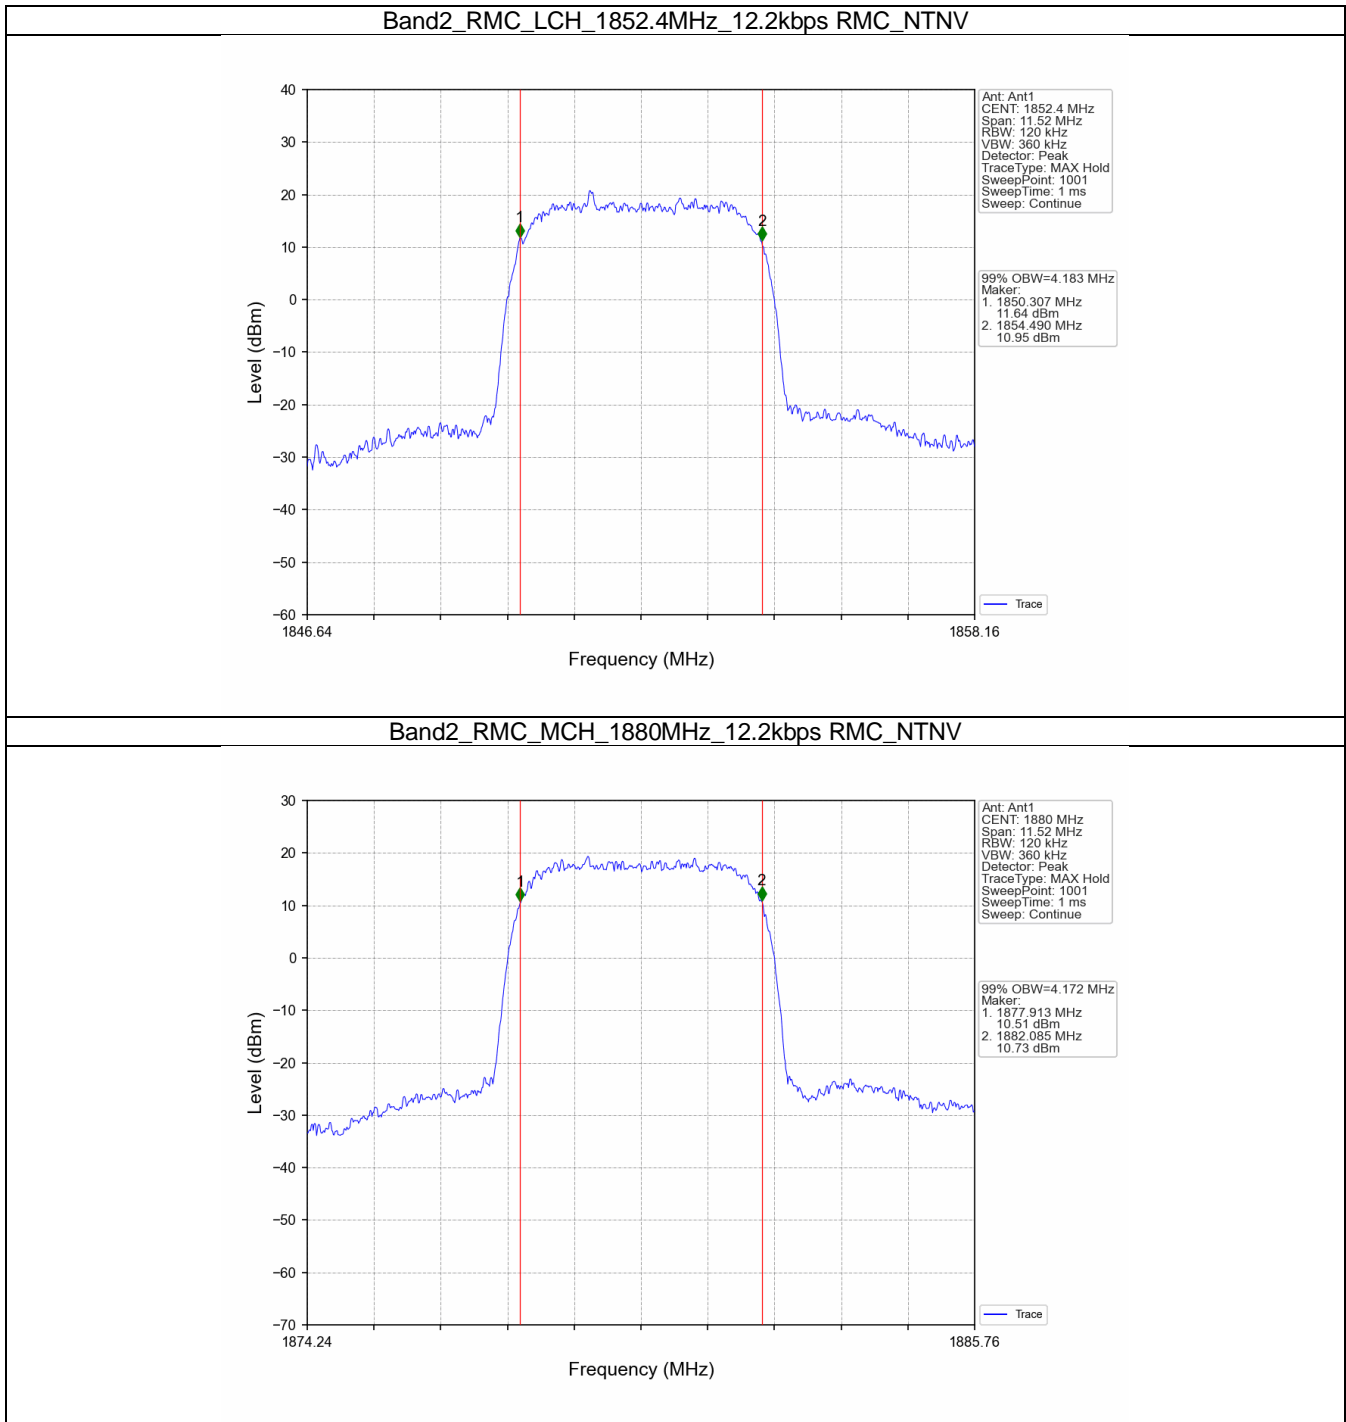 Band2_RMC_LCH_1852.4MHz_12.2kbps RMC_NTNV
40
30
20
10
0
−10
−20
−30
−40
−50
−60
Level (dBm)
1
2
1846.64
1858.16
Frequency (MHz)
Ant: Ant1
CENT: 1852.4 MHz
Span: 11.52 MHz
RBW: 120 kHz
VBW: 360 kHz
Detector: Peak
TraceType: MAX Hold
SweepPoint: 1001
SweepTime: 1 ms
Sweep: Continue
99% OBW=4.183 MHz
Maker:
1. 1850.307 MHz
11.64 dBm
2. 1854.490 MHz
10.95 dBm
Trace
Band2_RMC_MCH_1880MHz_12.2kbps RMC_NTNV
30
20
10
0
−10
−20
−30
−40
−50
−60
−70
Level (dBm)
1
2
1874.24
1885.76
Frequency (MHz)
Ant: Ant1
CENT: 1880 MHz
Span: 11.52 MHz
RBW: 120 kHz
VBW: 360 kHz
Detector: Peak
TraceType: MAX Hold
SweepPoint: 1001
SweepTime: 1 ms
Sweep: Continue
99% OBW=4.172 MHz
Maker:
1. 1877.913 MHz
10.51 dBm
2. 1882.085 MHz
10.73 dBm
Trace